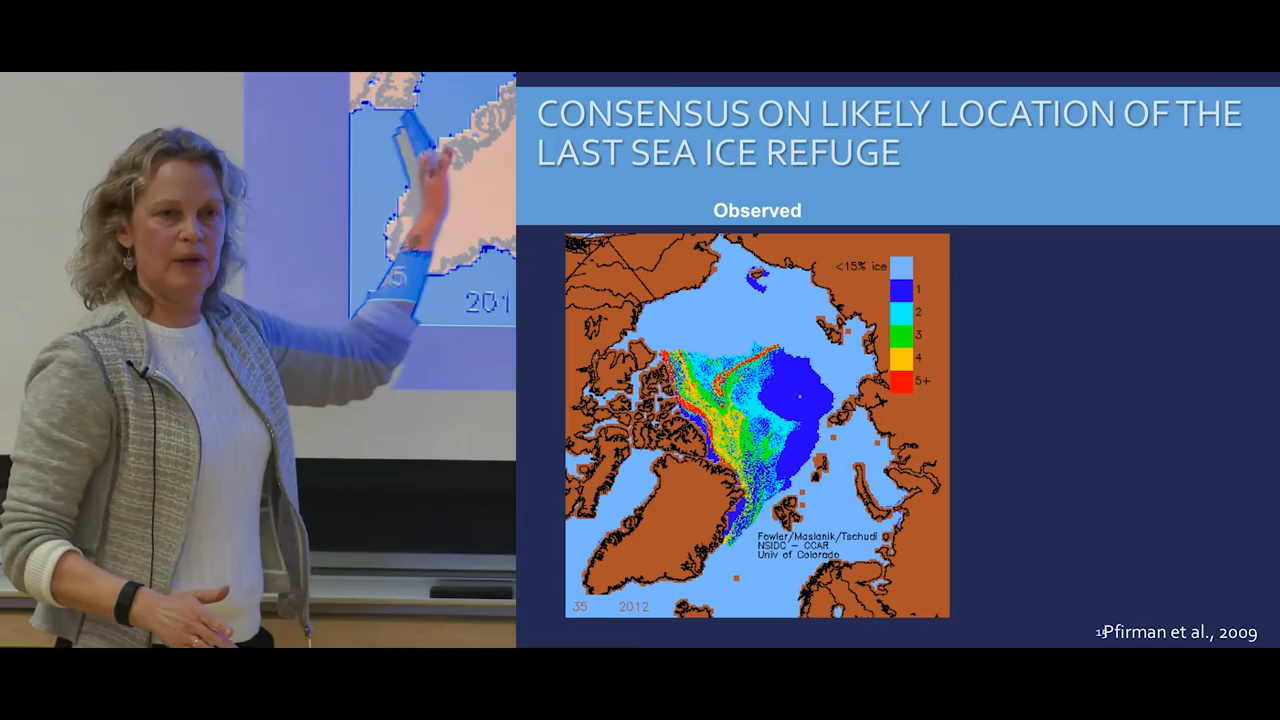 CONSENSUS ON LIKELY LOCATION OF THE
LAST SEA ICE REFUGE
Observed
<15% ice
1
2
3
4
5+
Fowler/Maslanik/Tschudi
NSIDC – CCAR
Univ of Colorado
35 2012
Pfirman et al., 2009
201